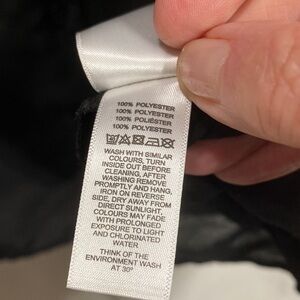 100% POLYESTER
100% POLYESTER
100% POLIÉSTER
100% POLYESTER
WASH WITH SIMILAR
COLOURS, TURN
INSIDE OUT BEFORE
CLEANING, AFTER
WASHING REMOVE
PROMPTLY AND HANG,
IRON ON REVERSE
SIDE, DRY AWAY FROM
DIRECT SUNLIGHT,
COLOURS MAY FADE
WITH PROLONGED
EXPOSURE TO LIGHT
AND CHLORINATED
WATER
THINK OF THE
ENVIRONMENT WASH
AT 30°